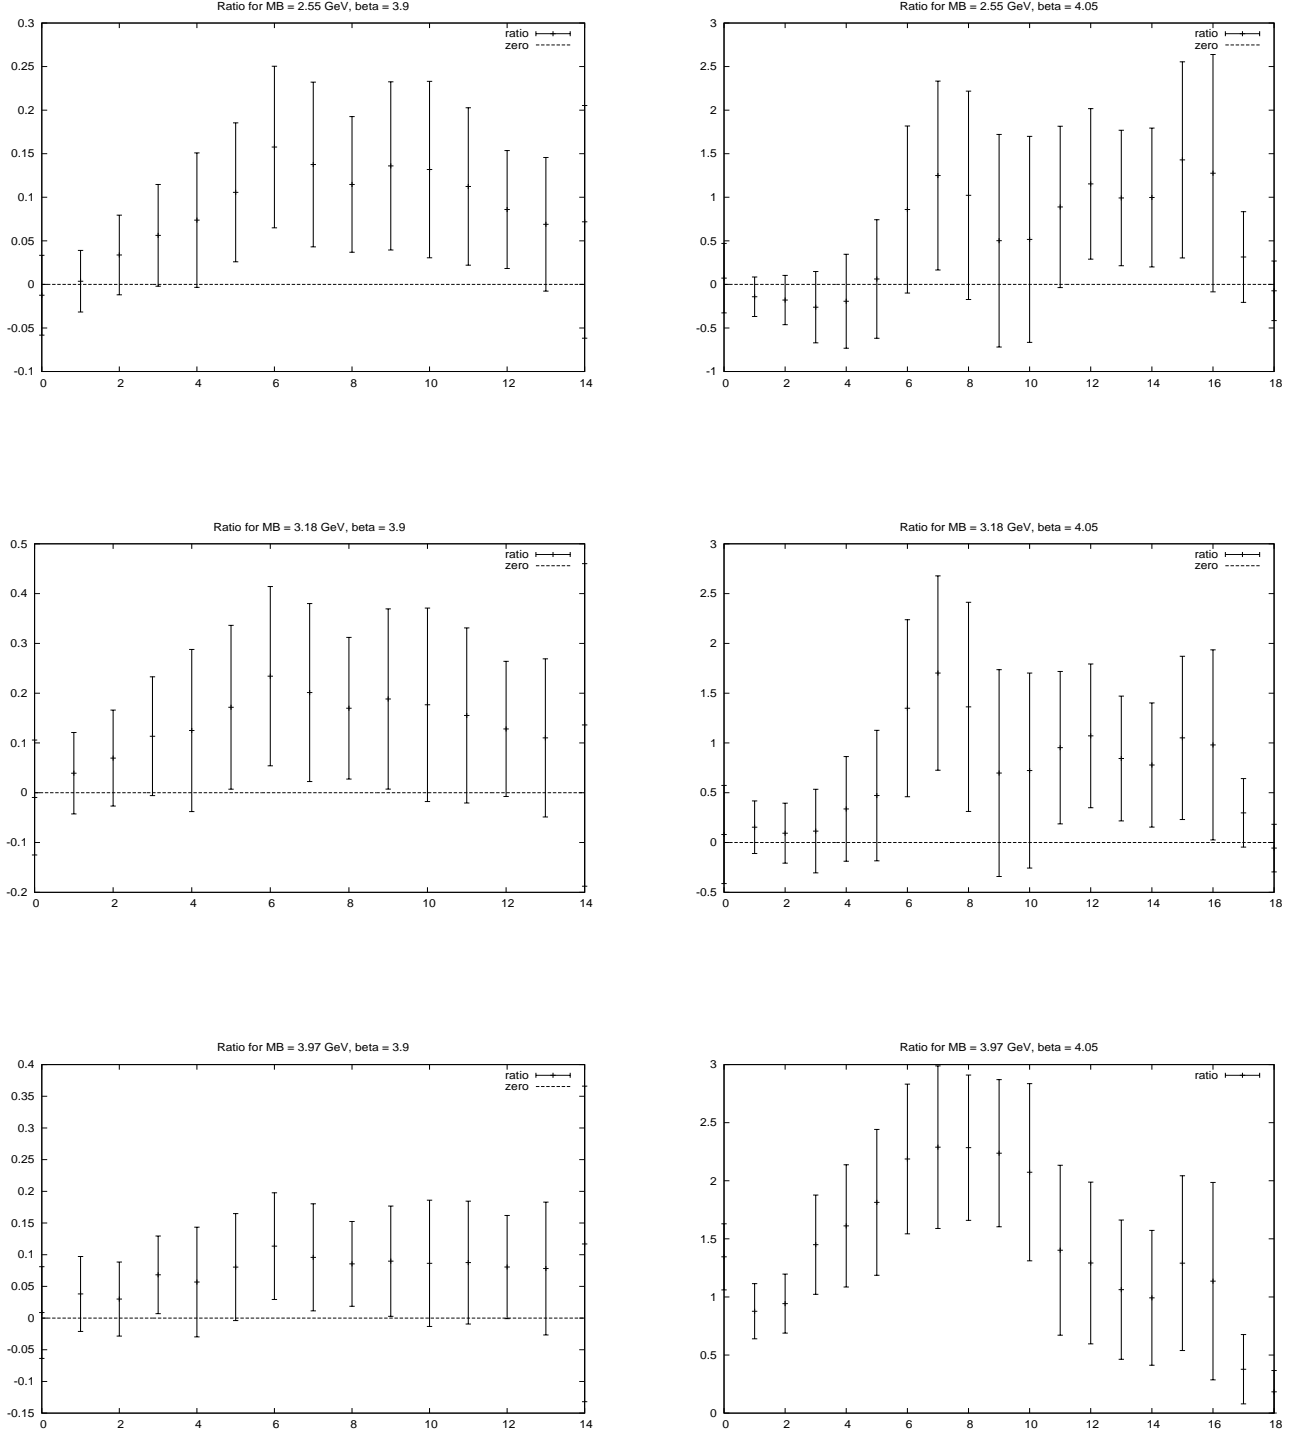 Ratio for MB = 2.55 GeV, beta = 3.9
ratio
zero
0.3
0.25
0.2
0.15
0.1
0.05
0
-0.05
-0.1
0 2 4 6 8 10 12 14
Ratio for MB = 2.55 GeV, beta = 4.05
ratio
zero
3
2.5
2
1.5
1
0.5
0
-0.5
-1
0 2 4 6 8 10 12 14 16 18
Ratio for MB = 3.18 GeV, beta = 3.9
ratio
zero
0.5
0.4
0.3
0.2
0.1
0
-0.1
-0.2
0 2 4 6 8 10 12 14
Ratio for MB = 3.18 GeV, beta = 4.05
ratio
zero
3
2.5
2
1.5
1
0.5
0
-0.5
0 2 4 6 8 10 12 14 16 18
Ratio for MB = 3.97 GeV, beta = 3.9
ratio
zero
0.4
0.35
0.3
0.25
0.2
0.15
0.1
0.05
0
-0.05
-0.1
-0.15
0 2 4 6 8 10 12 14
Ratio for MB = 3.97 GeV, beta = 4.05
ratio
3
2.5
2
1.5
1
0.5
0
0 2 4 6 8 10 12 14 16 18